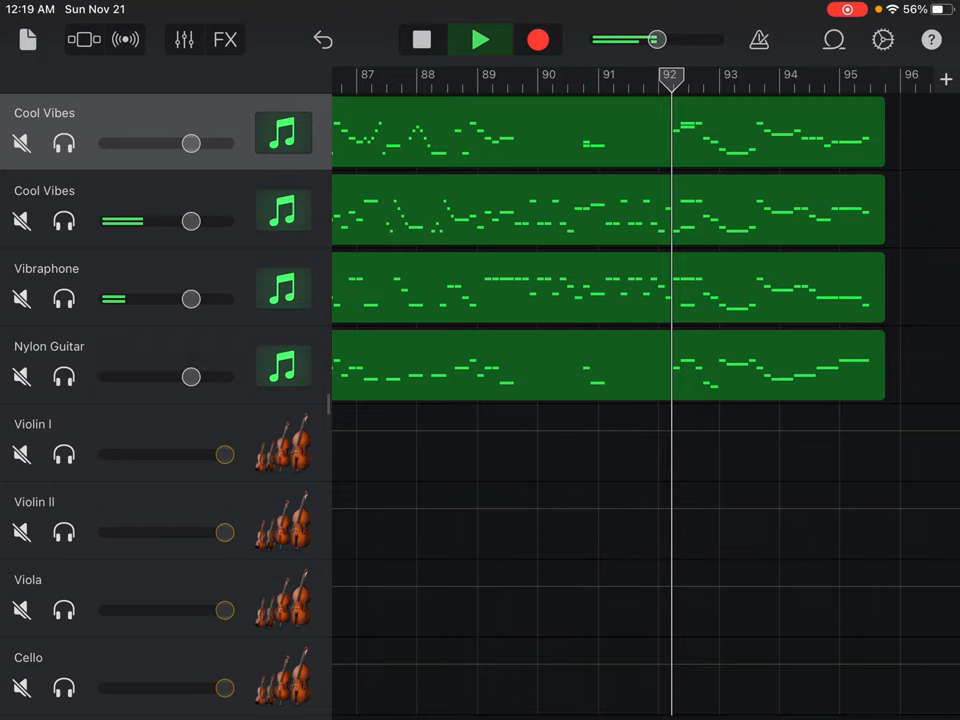 12:19 AM Sun Nov 21 56%
FX ?
87 88 89 90 91 92 93 94 95 96 +
Cool Vibes
Cool Vibes
Vibraphone
Nylon Guitar
Violin I
Violin II
Viola
Cello